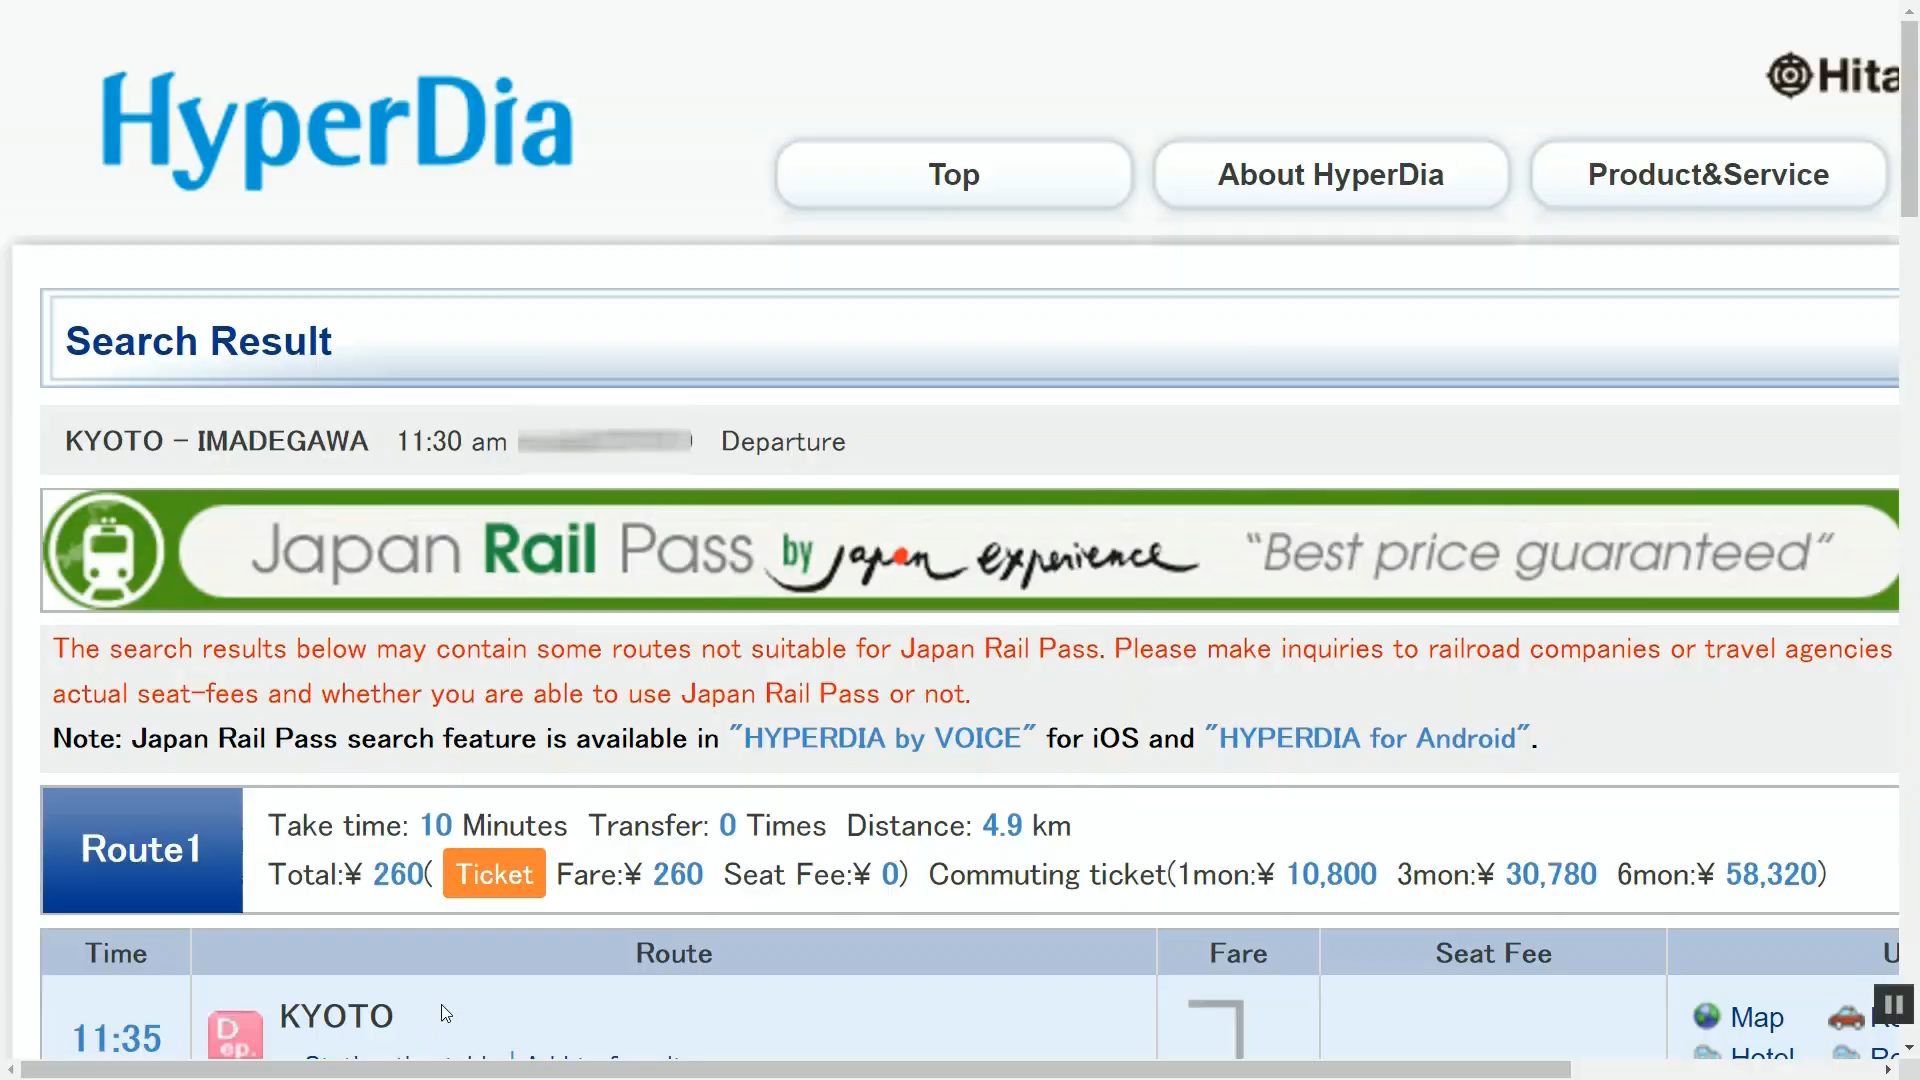 Hita
HyperDia
Top
About HyperDia
Product&Service
Search Result
KYOTO - IMADEGAWA 11:30 am Departure
Japan Rail Pass by japan experience "Best price guaranteed"
The search results below may contain some routes not suitable for Japan Rail Pass. Please make inquiries to railroad companies or travel agencies
actual seat-fees and whether you are able to use Japan Rail Pass or not.
Note: Japan Rail Pass search feature is available in "HYPERDIA by VOICE" for iOS and "HYPERDIA for Android".
Route1
Take time: 10 Minutes Transfer: 0 Times Distance: 4.9 km
Total:¥ 260( Ticket Fare:¥ 260 Seat Fee:¥ 0) Commuting ticket(1mon:¥ 10,800 3mon:¥ 30,780 6mon:¥ 58,320)
Time Route Fare Seat Fee U
11:35
Dep.
KYOTO
Map
Hotel